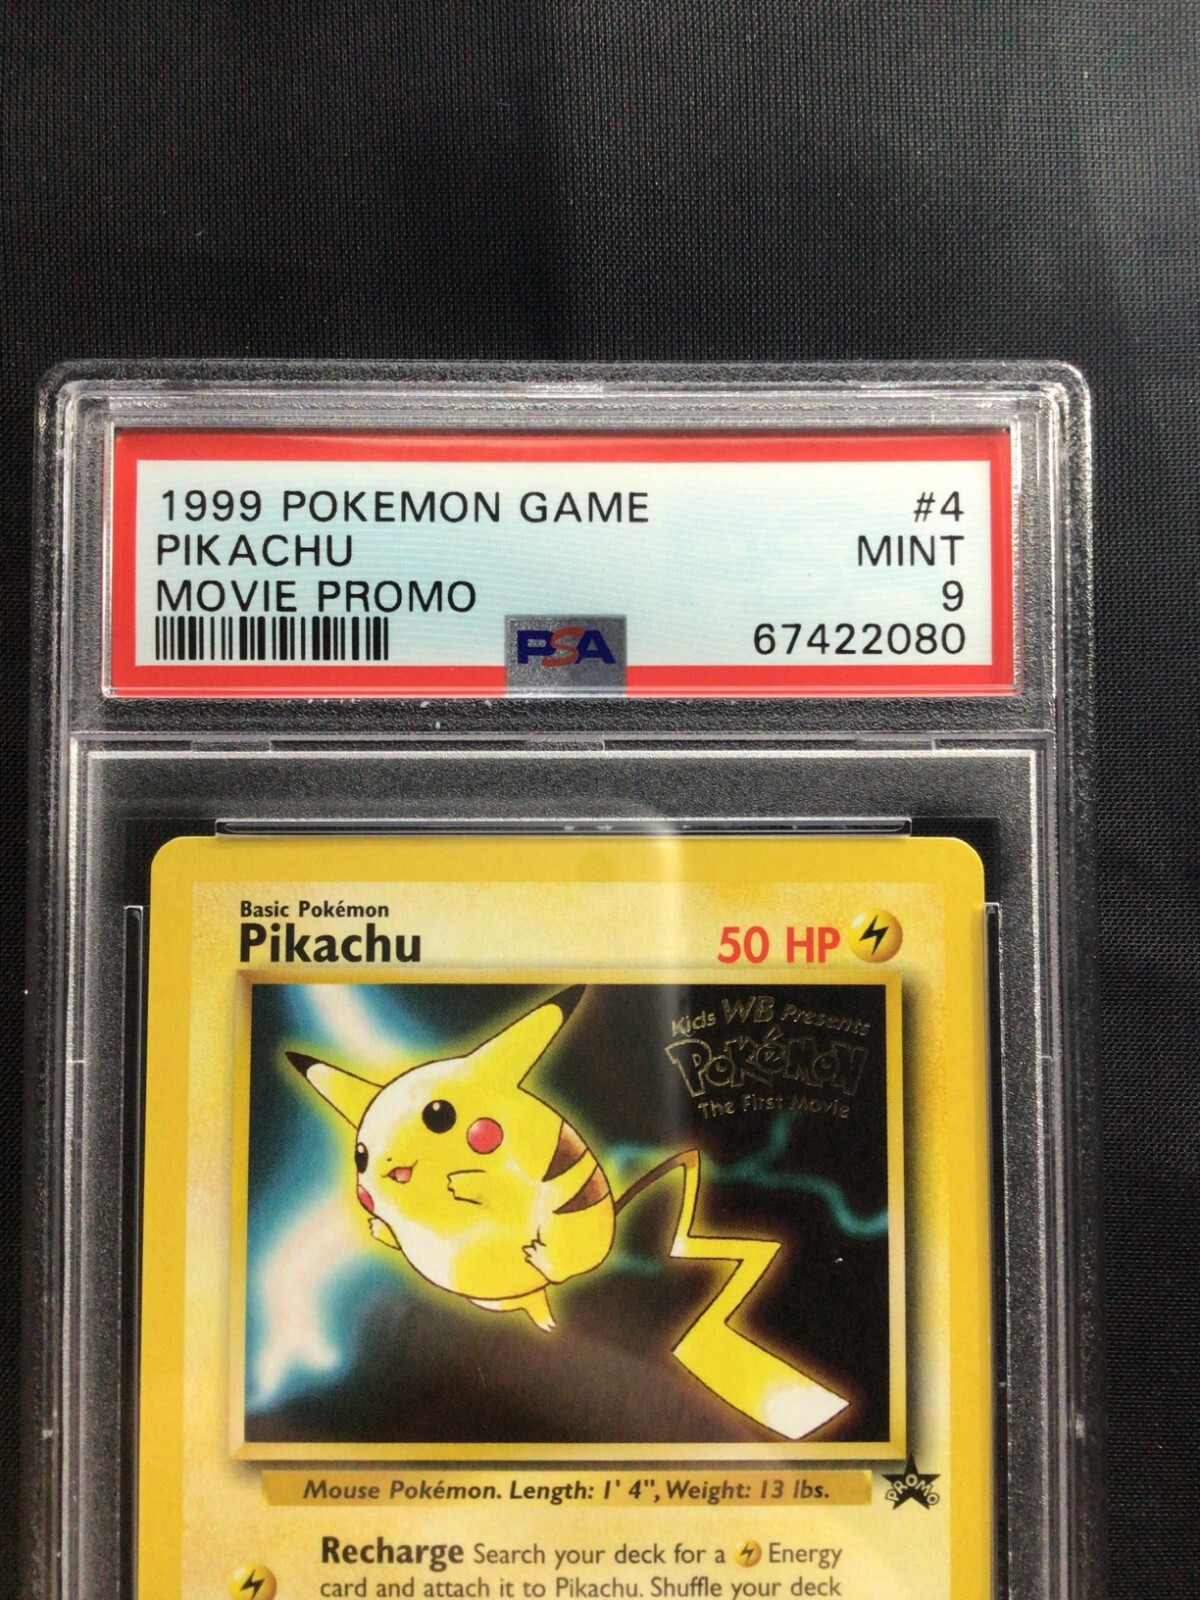 1999 POKEMON GAME #4
PIKACHU MINT
MOVIE PROMO 9
PSA 67422080
Basic Pokémon
Pikachu 50 HP
Kids WB Presents
POKéMON
The First Movie
Mouse Pokémon. Length: 1' 4", Weight: 13 lbs.
PROMO
Recharge Search your deck for a Energy
card and attach it to Pikachu. Shuffle your deck